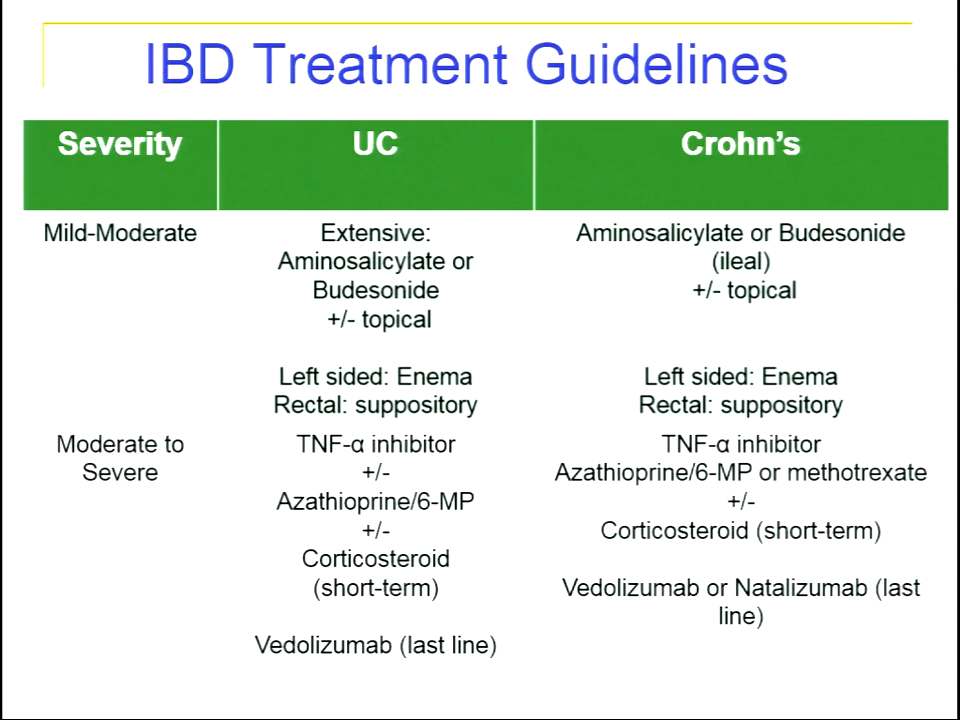 IBD Treatment Guidelines
Severity
UC
Crohn's
Mild-Moderate
Extensive:
Aminosalicylate or
Budesonide
+/- topical
Left sided: Enema
Rectal: suppository
Aminosalicylate or Budesonide
(ileal)
+/- topical
Left sided: Enema
Rectal: suppository
Moderate to
Severe
TNF-α inhibitor
+/-
Azathioprine/6-MP
+/-
Corticosteroid
(short-term)
Vedolizumab (last line)
TNF-α inhibitor
Azathioprine/6-MP or methotrexate
+/-
Corticosteroid (short-term)
Vedolizumab or Natalizumab (last
line)